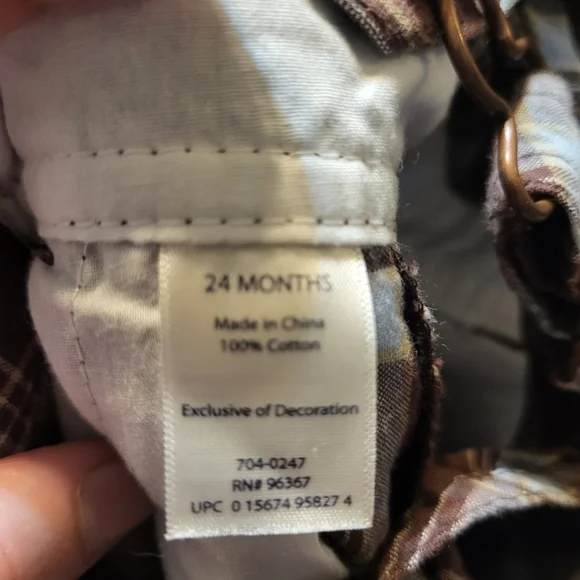 24 MONTHS
Made in China
100% Cotton
Exclusive of Decoration
704-0247
RN# 96367
UPC 0 15674 95827 4